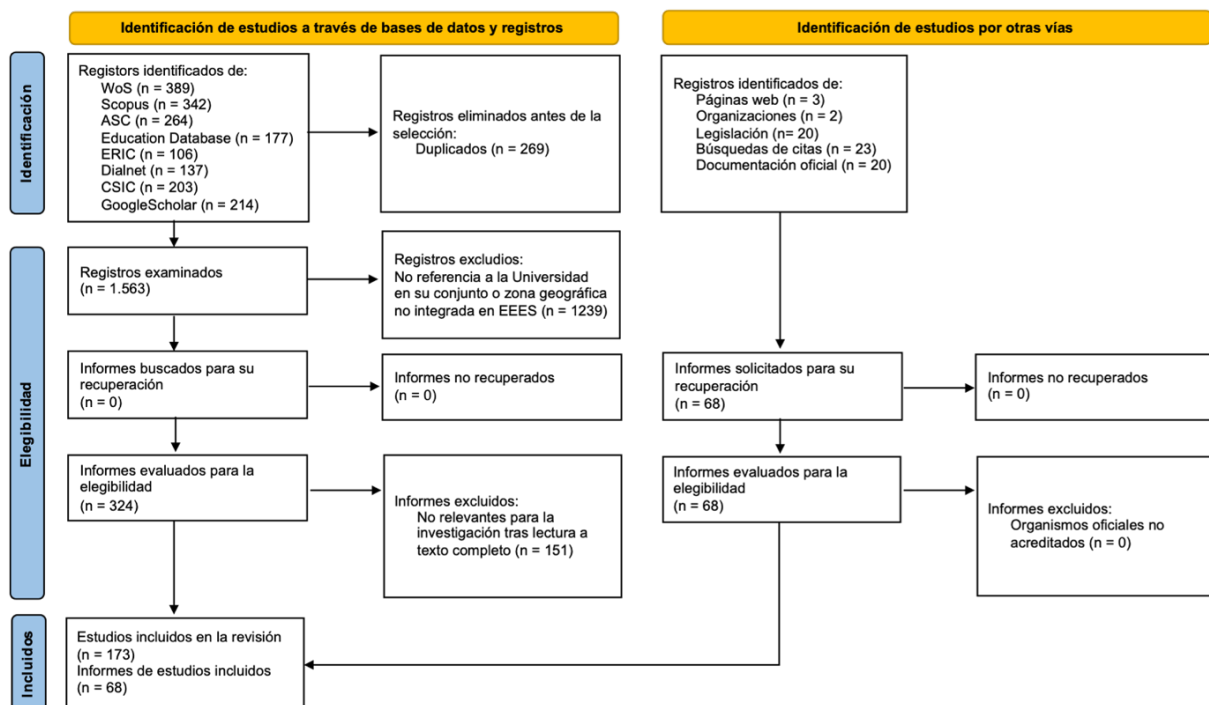 Identificación de estudios a través de bases de datos y registros
Identificación de estudios por otras vías
Identificación
Registors identificados de:
WoS (n = 389)
Scopus (n = 342)
ASC (n = 264)
Education Database (n = 177)
ERIC (n = 106)
Dialnet (n = 137)
CSIC (n = 203)
GoogleScholar (n = 214)
Registros eliminados antes de la
selección:
Duplicados (n = 269)
Registros identificados de:
Páginas web (n = 3)
Organizaciones (n = 2)
Legislación (n= 20)
Búsquedas de citas (n = 23)
Documentación oficial (n = 20)
Elegibilidad
Registros examinados
(n = 1.563)
Registros excluidos:
No referencia a la Universidad
en su conjunto o zona geográfica
no integrada en EEES (n = 1239)
Informes buscados para su
recuperación
(n = 0)
Informes no recuperados
(n = 0)
Informes solicitados para su
recuperación
(n = 68)
Informes no recuperados
(n = 0)
Informes evaluados para la
elegibilidad
(n = 324)
Informes excluidos:
No relevantes para la
investigación tras lectura a
texto completo (n = 151)
Informes evaluados para la
elegibilidad
(n = 68)
Informes excluidos:
Organismos oficiales no
acreditados (n = 0)
Incluidos
Estudios incluidos en la revisión
(n = 173)
Informes de estudios incluidos
(n = 68)